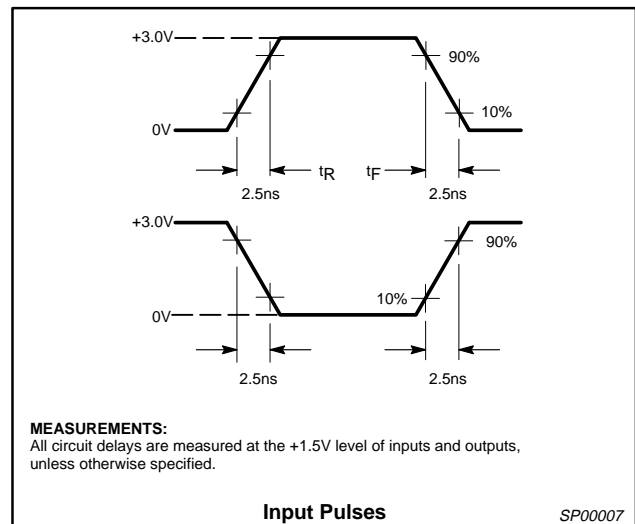 +3.0V
90%
10%
0V
tR
tF
2.5ns
2.5ns
+3.0V
90%
10%
0V
2.5ns
2.5ns
MEASUREMENTS:
All circuit delays are measured at the +1.5V level of inputs and outputs,
unless otherwise specified.
Input Pulses
SP00007